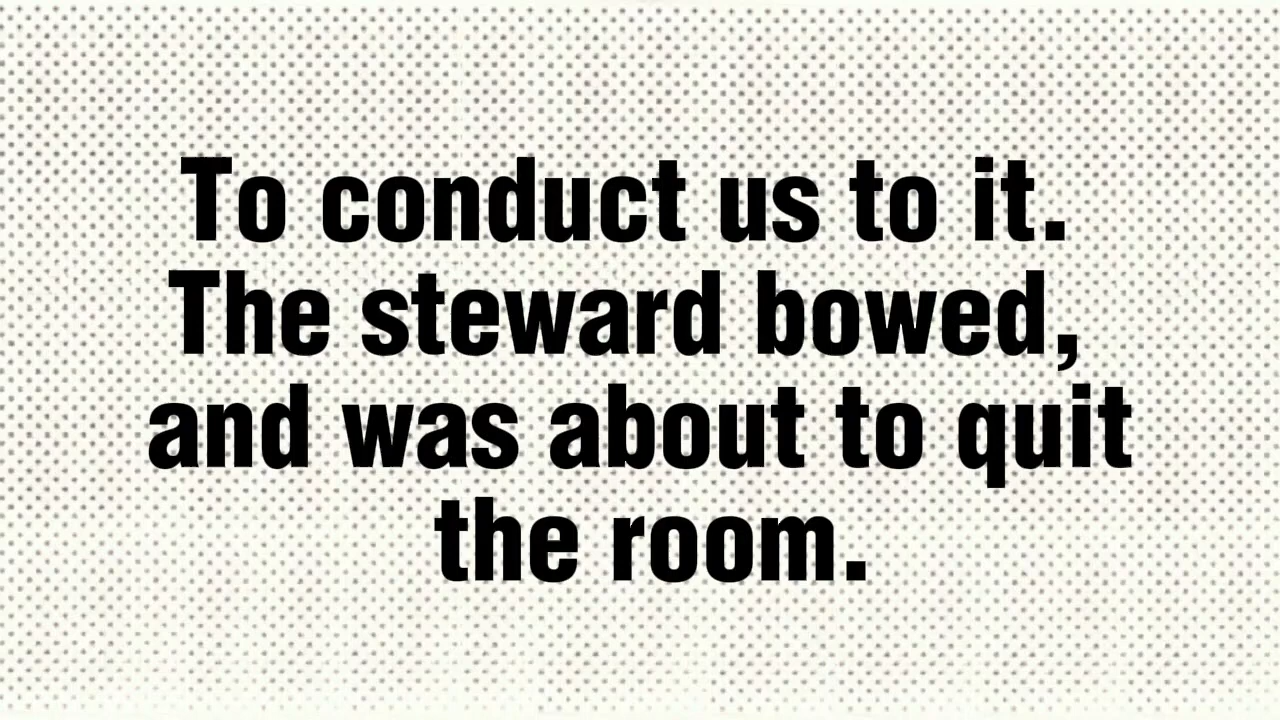 To conduct us to it.
The steward bowed,
and was about to quit
the room.